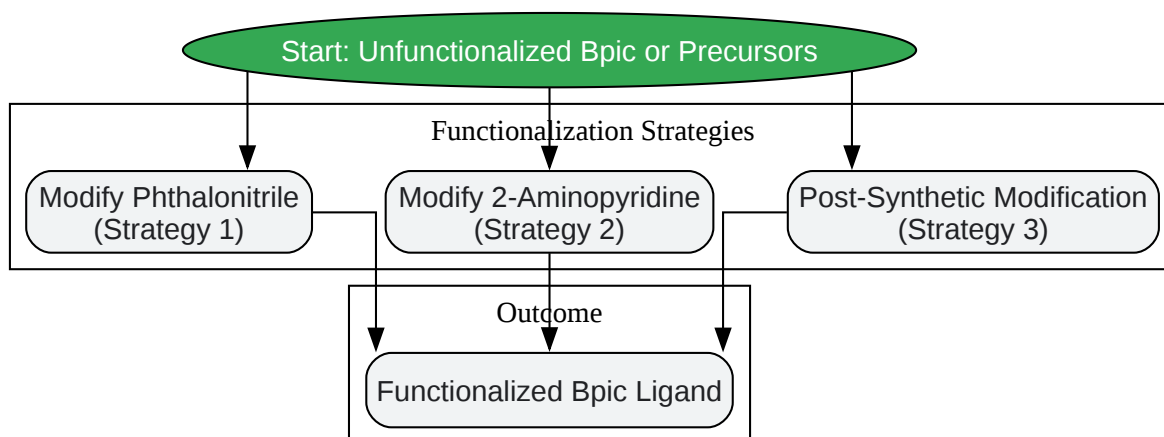 Start: Unfunctionalized Bpic or Precursors
Functionalization Strategies
Modify Phthalonitrile
(Strategy 1)
Modify 2-Aminopyridine
(Strategy 2)
Post-Synthetic Modification
(Strategy 3)
Outcome
Functionalized Bpic Ligand